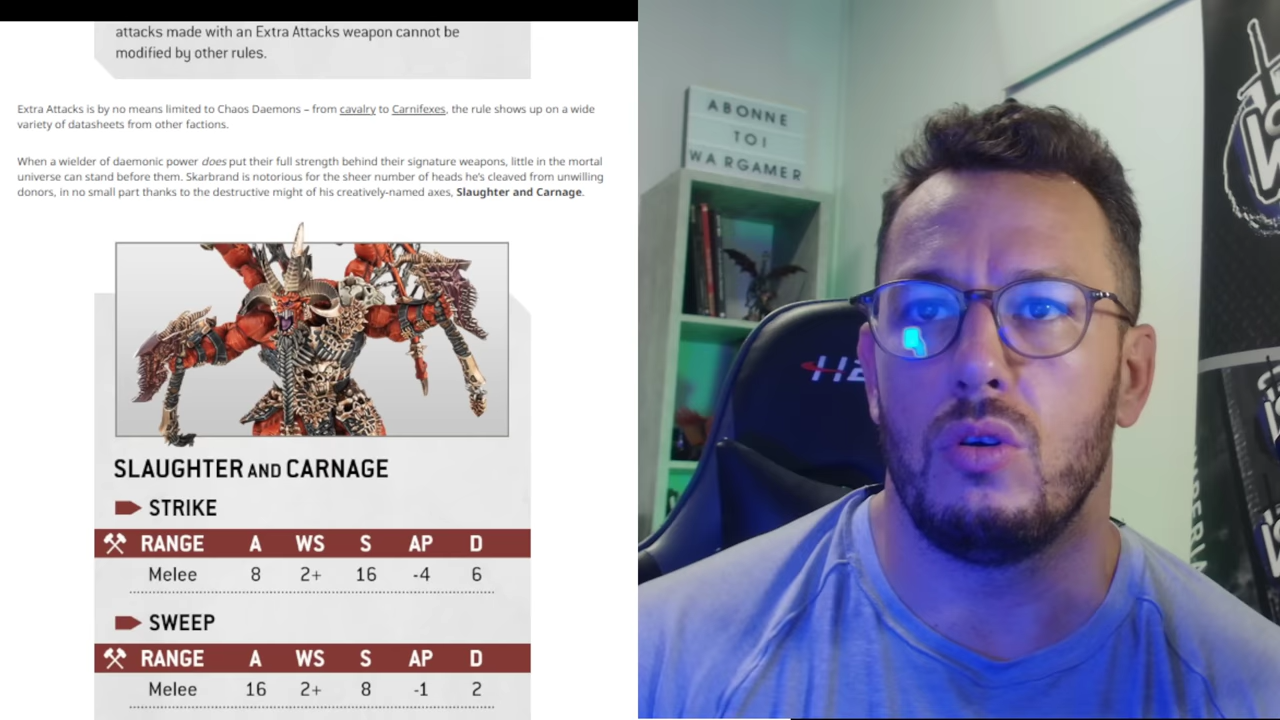 attacks made with an Extra Attacks weapon cannot be
modified by other rules.
Extra Attacks is by no means limited to Chaos Daemons – from cavalry to Carnifexes, the rule shows up on a wide
variety of datasheets from other factions.
When a wielder of daemonic power does put their full strength behind their signature weapons, little in the mortal
universe can stand before them. Skarbrand is notorious for the sheer number of heads he's cleaved from unwilling
donors, in no small part thanks to the destructive might of his creatively-named axes, Slaughter and Carnage.
SLAUGHTER AND CARNAGE
STRIKE
RANGE A WS S AP D
Melee 8 2+ 16 -4 6
SWEEP
RANGE A WS S AP D
Melee 16 2+ 8 -1 2
ABONNE
TOI
WARGAMER